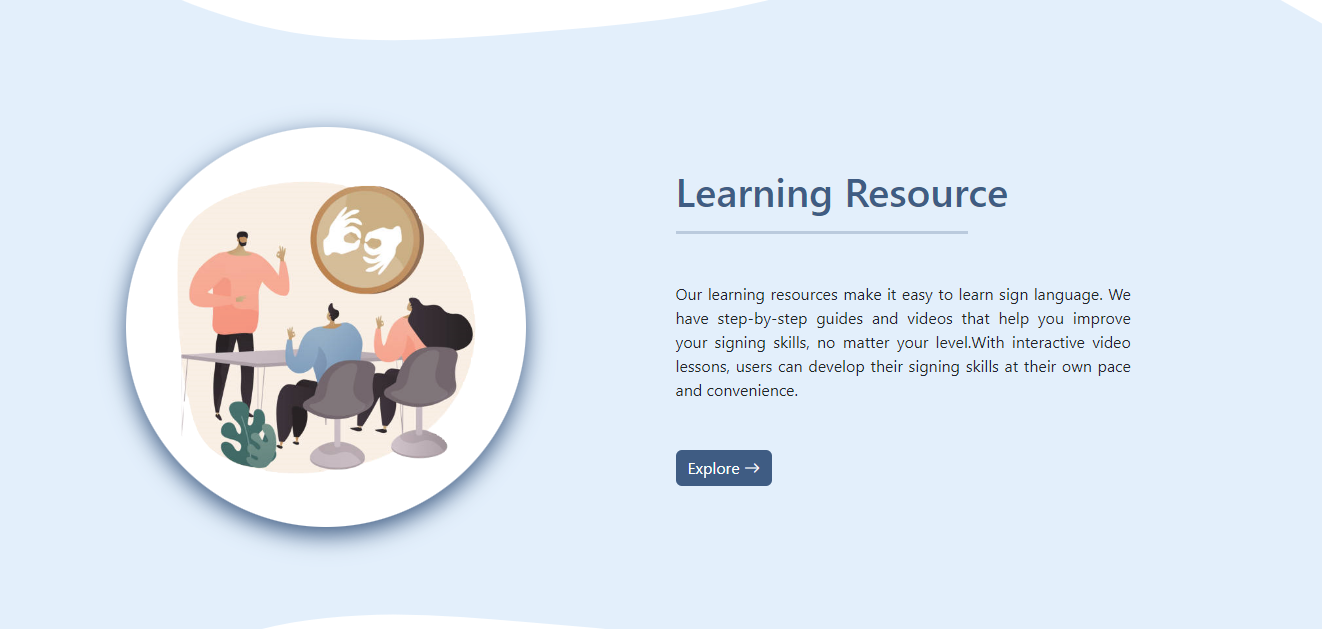 Learning Resource
Our learning resources make it easy to learn sign language. We
have step-by-step guides and videos that help you improve
your signing skills, no matter your level.With interactive video
lessons, users can develop their signing skills at their own pace
and convenience.
Explore →